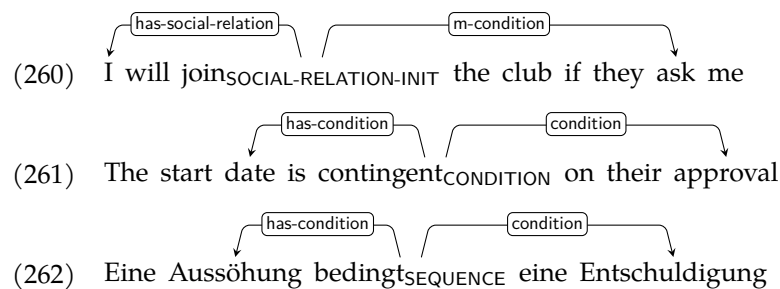 has-social-relation m-condition
(260) I will joinSOCIAL-RELATION-INIT the club if they ask me
has-condition condition
(261) The start date is contingentCONDITION on their approval
has-condition condition
(262) Eine Aussöhung bedingtSEQUENCE eine Entschuldigung